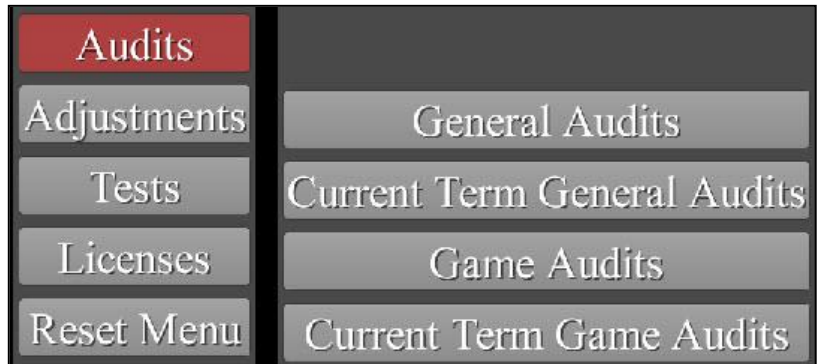 Audits
Adjustments
Tests
Licenses
Reset Menu
General Audits
Current Term General Audits
Game Audits
Current Term Game Audits